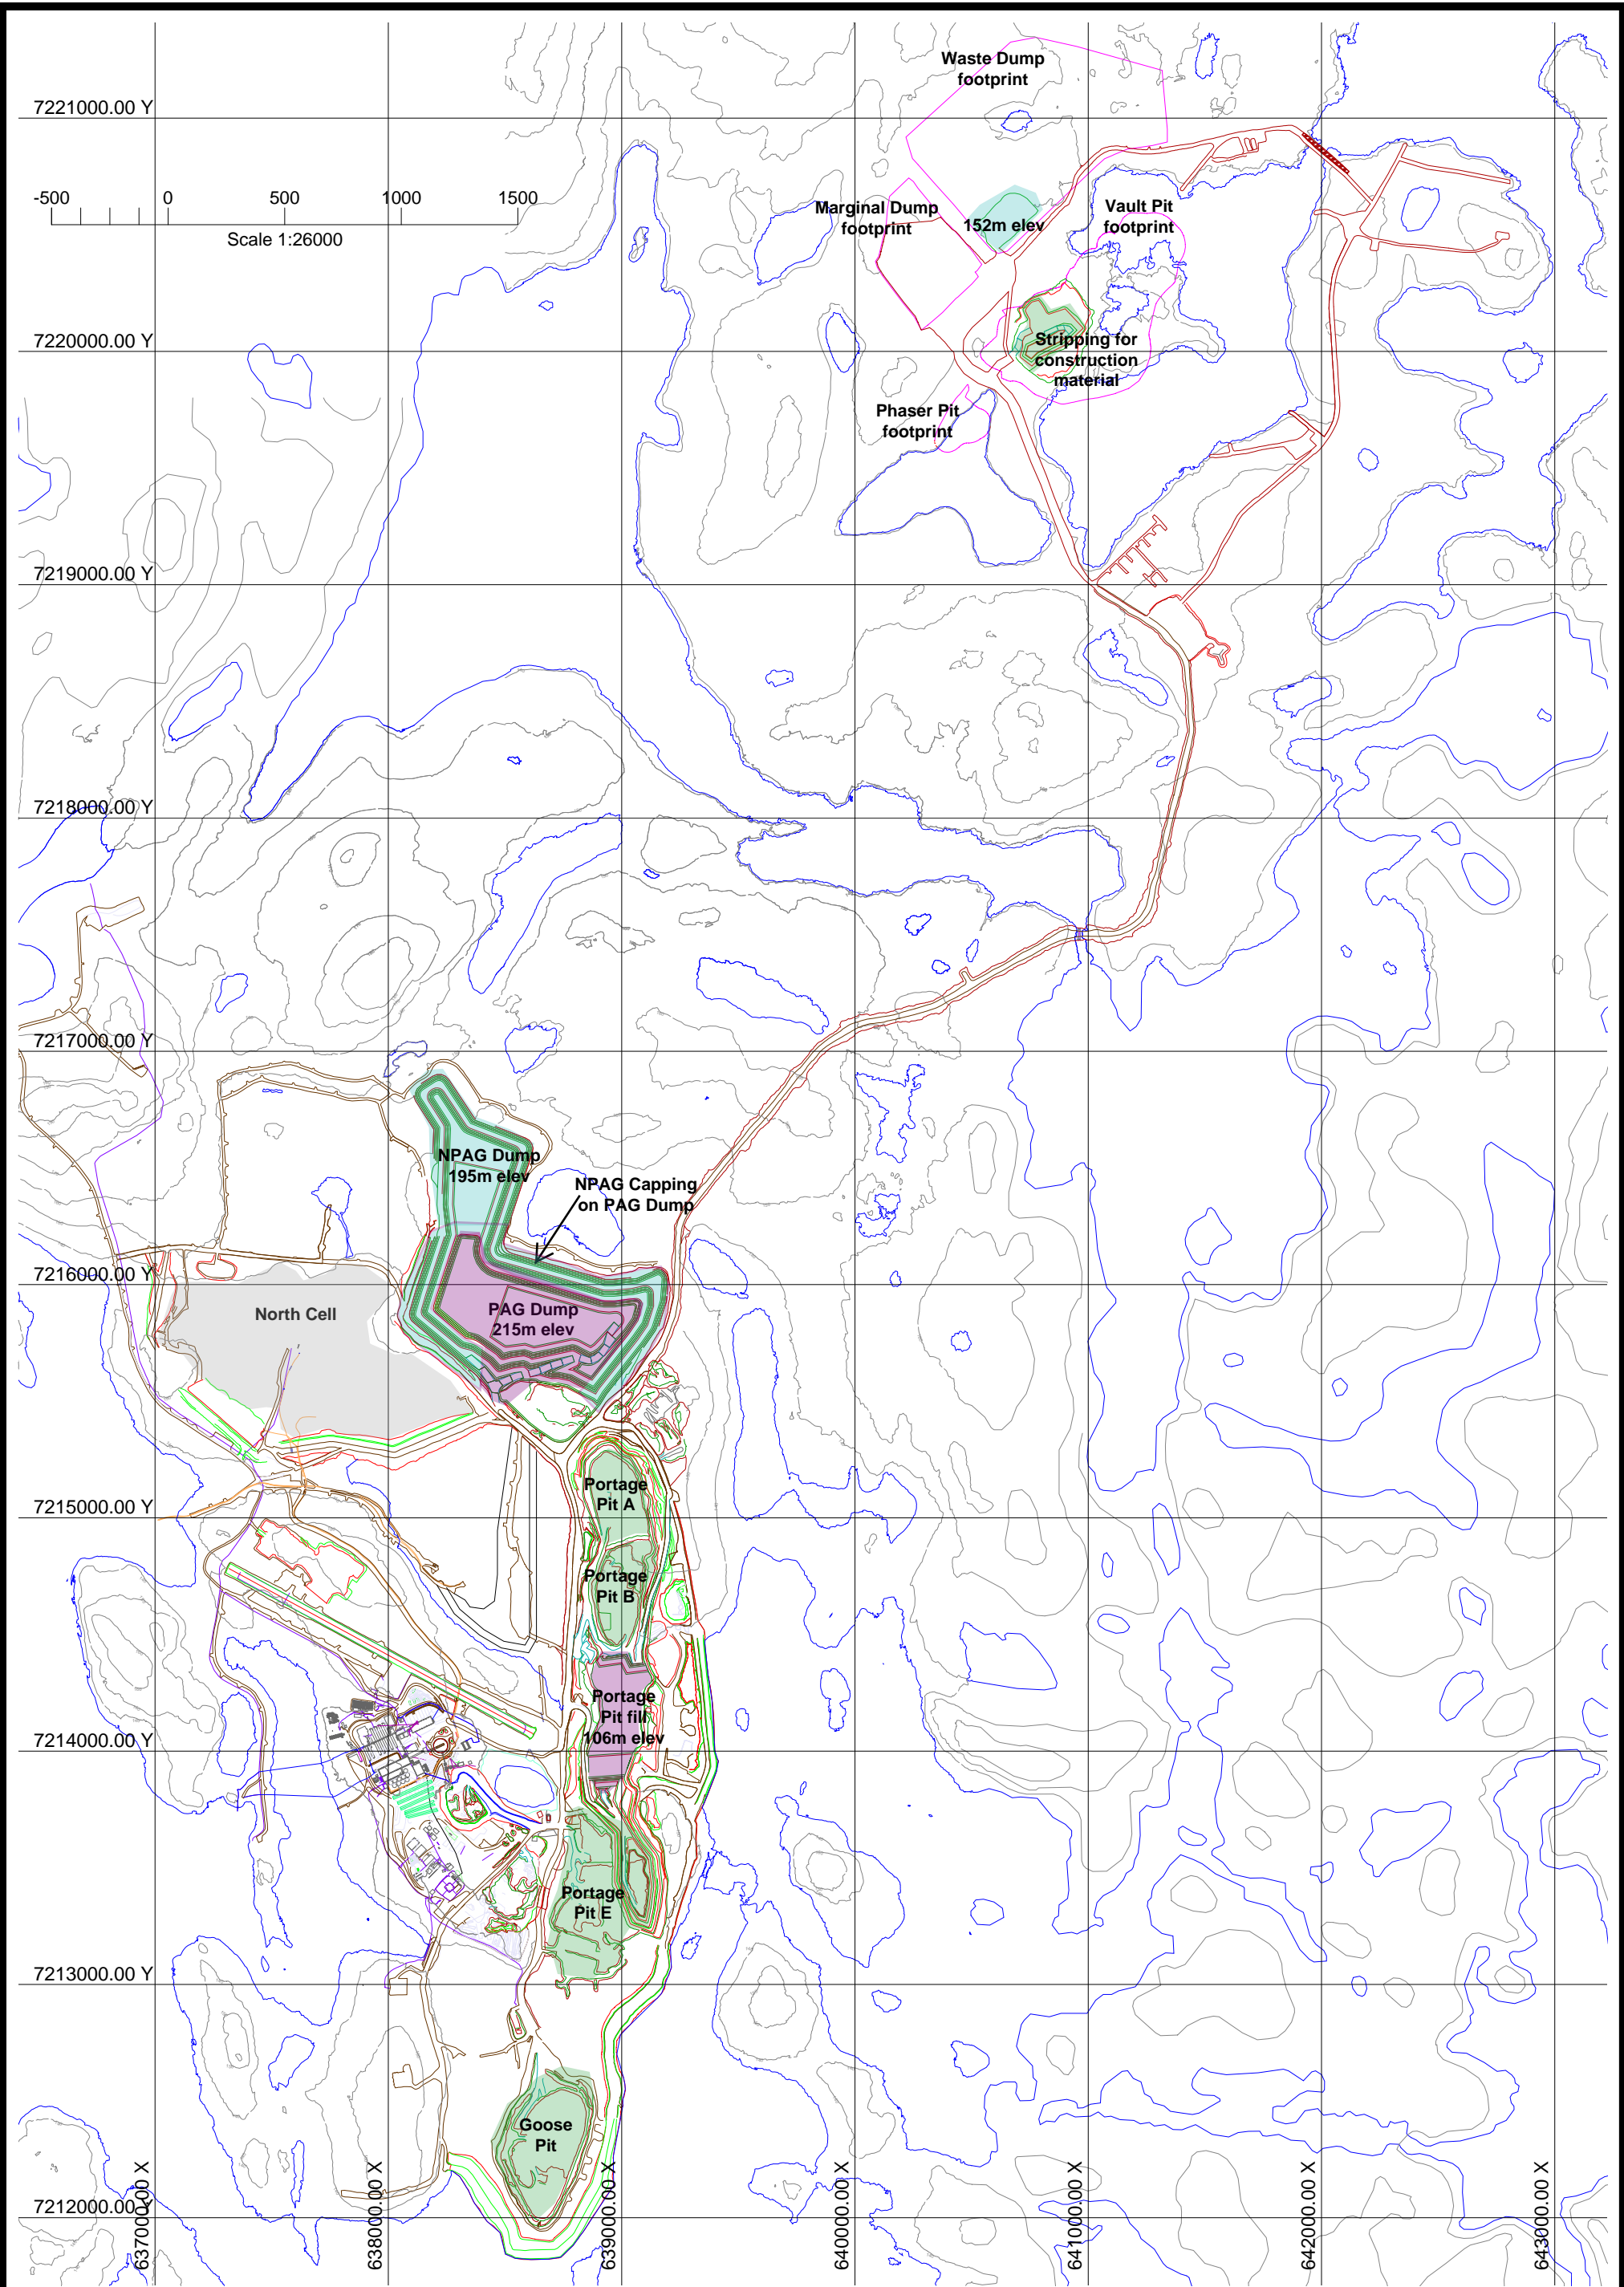 Waste Dump
footprint
7221000.00 Y
-500 0 500 1000 1500
Scale 1:26000
Marginal Dump
footprint
152m elev
Vault Pit
footprint
7220000.00 Y
Stripping for
construction
material
Phaser Pit
footprint
7219000.00 Y
7218000.00 Y
7217000.00 Y
NPAG Dump
195m elev
NPAG Capping
on PAG Dump
7216000.00 Y
North Cell
PAG Dump
215m elev
Portage
Pit A
7215000.00 Y
Portage
Pit B
Portage
Pit fill
106m elev
7214000.00 Y
Portage
Pit E
7213000.00 Y
Goose
Pit
7212000.00 Y
637000.00 X
638000.00 X
639000.00 X
640000.00 X
641000.00 X
642000.00 X
643000.00 X